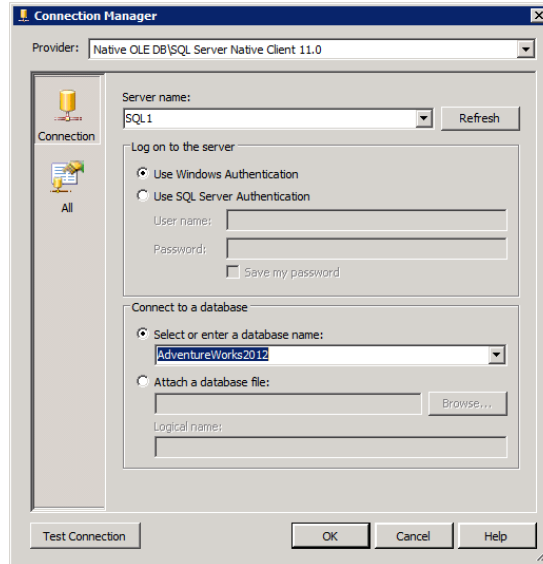 Connection Manager
Provider: Native OLE DB\SQL Server Native Client 11.0
Connection
All
Server name:
SQL1 Refresh
Log on to the server
Use Windows Authentication
Use SQL Server Authentication
User name:
Password:
Save my password
Connect to a database
Select or enter a database name:
AdventureWorks2012
Attach a database file:
Browse...
Logical name:
Test Connection OK Cancel Help